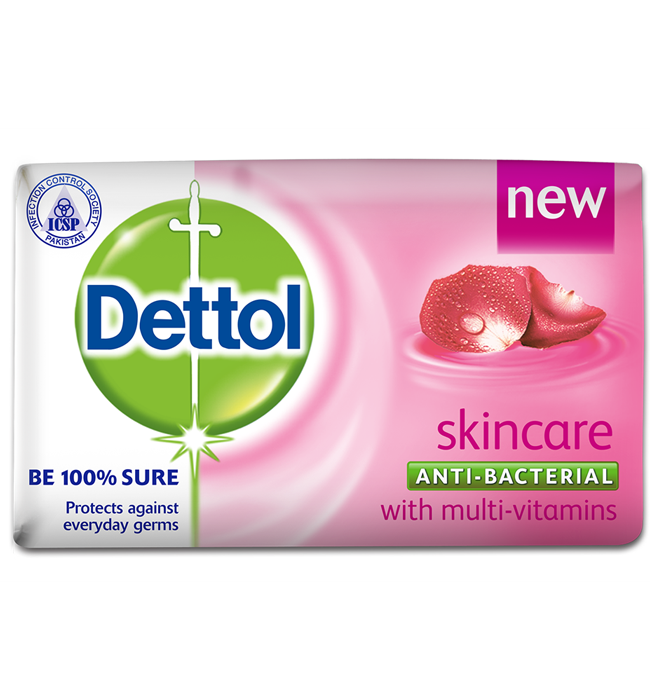 INFECTION CONTROL SOCIETY
ICSP
PAKISTAN
new
Dettol
skincare
BE 100% SURE
ANTI-BACTERIAL
Protects against
everyday germs
with multi-vitamins